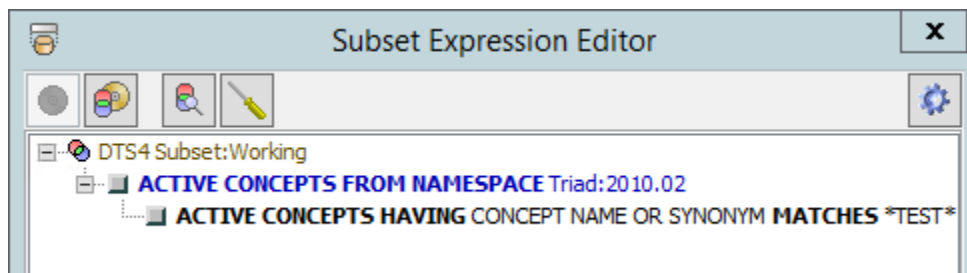 Subset Expression Editor
x
DTS4 Subset:Working
ACTIVE CONCEPTS FROM NAMESPACE Triad:2010.02
ACTIVE CONCEPTS HAVING CONCEPT NAME OR SYNONYM MATCHES *TEST*